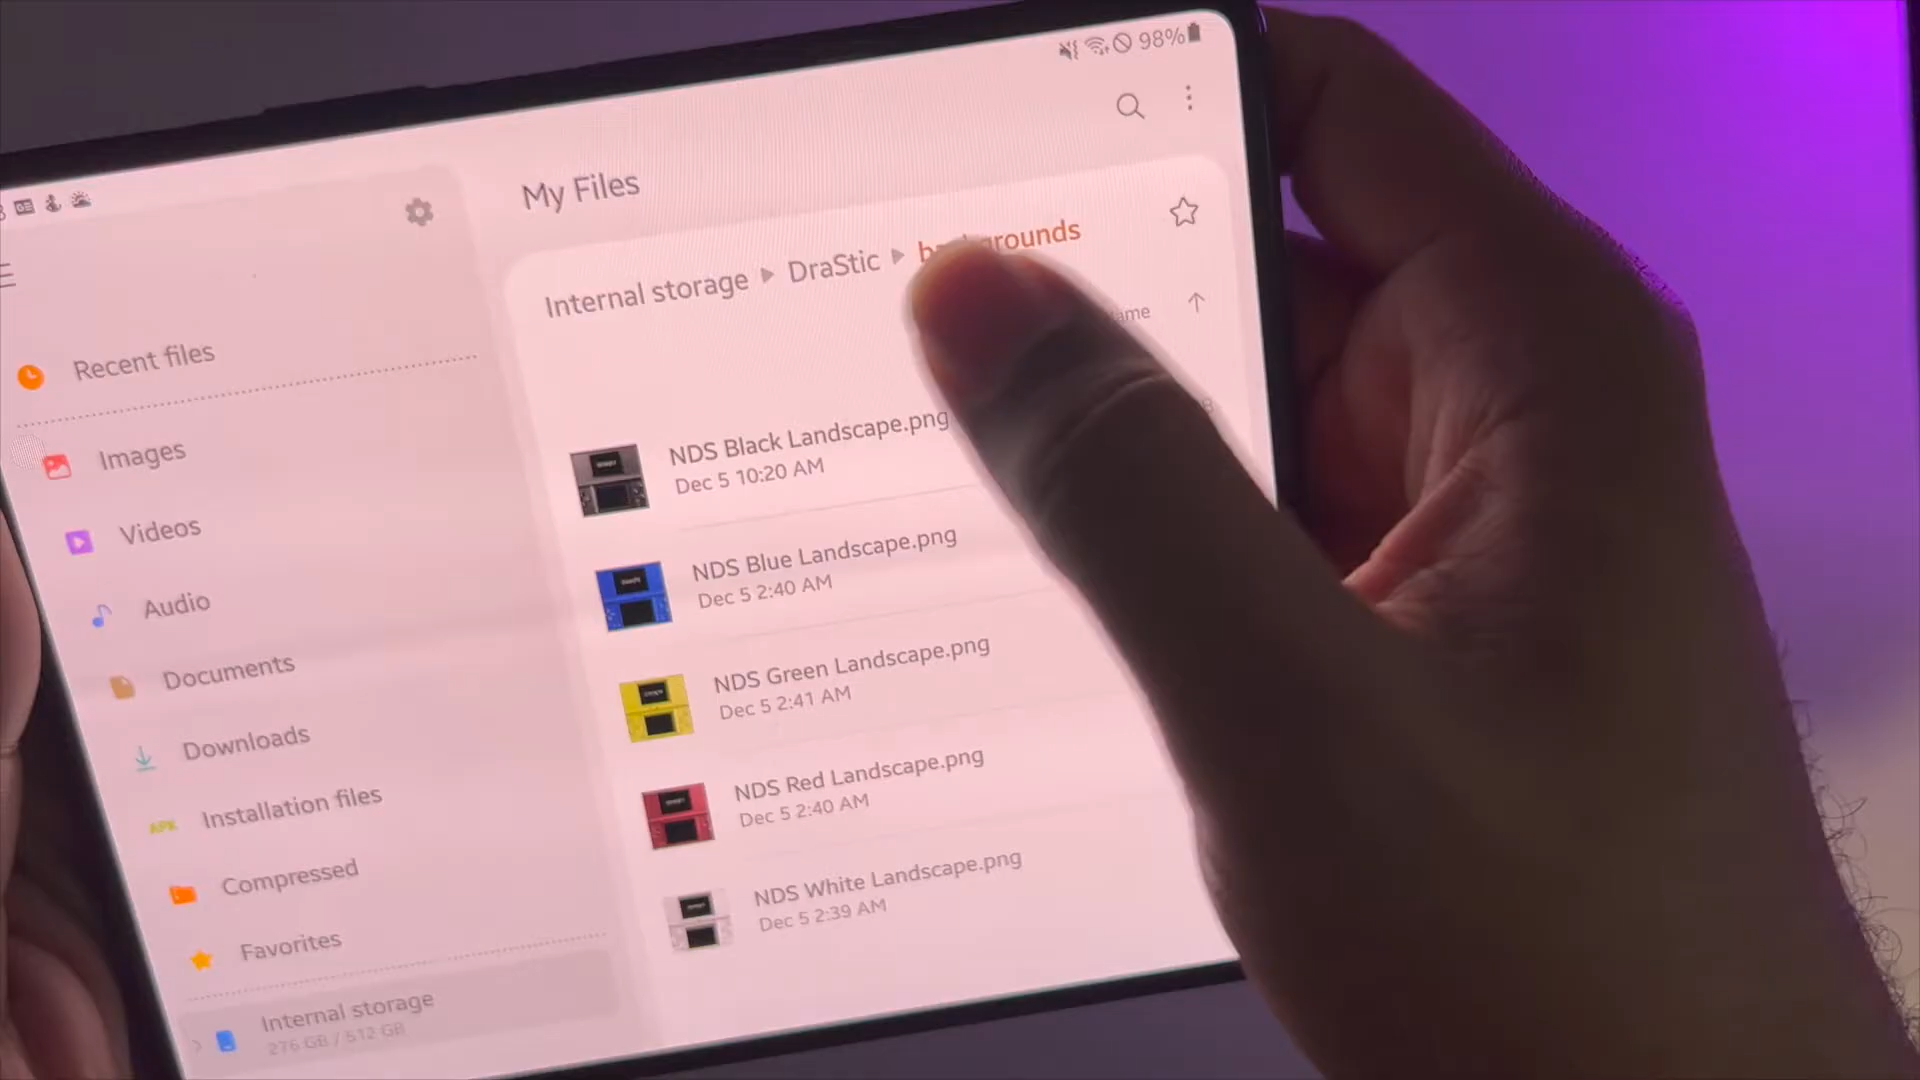 98%
My Files
Internal storage ▸ DraStic ▸ backgrounds
Recent files
Images
Videos
Audio
Documents
Downloads
APK Installation files
Compressed
Favorites
Internal storage
276 GB / 512 GB
NDS Black Landscape.png
Dec 5 10:20 AM
NDS Blue Landscape.png
Dec 5 2:40 AM
NDS Green Landscape.png
Dec 5 2:41 AM
NDS Red Landscape.png
Dec 5 2:40 AM
NDS White Landscape.png
Dec 5 2:39 AM